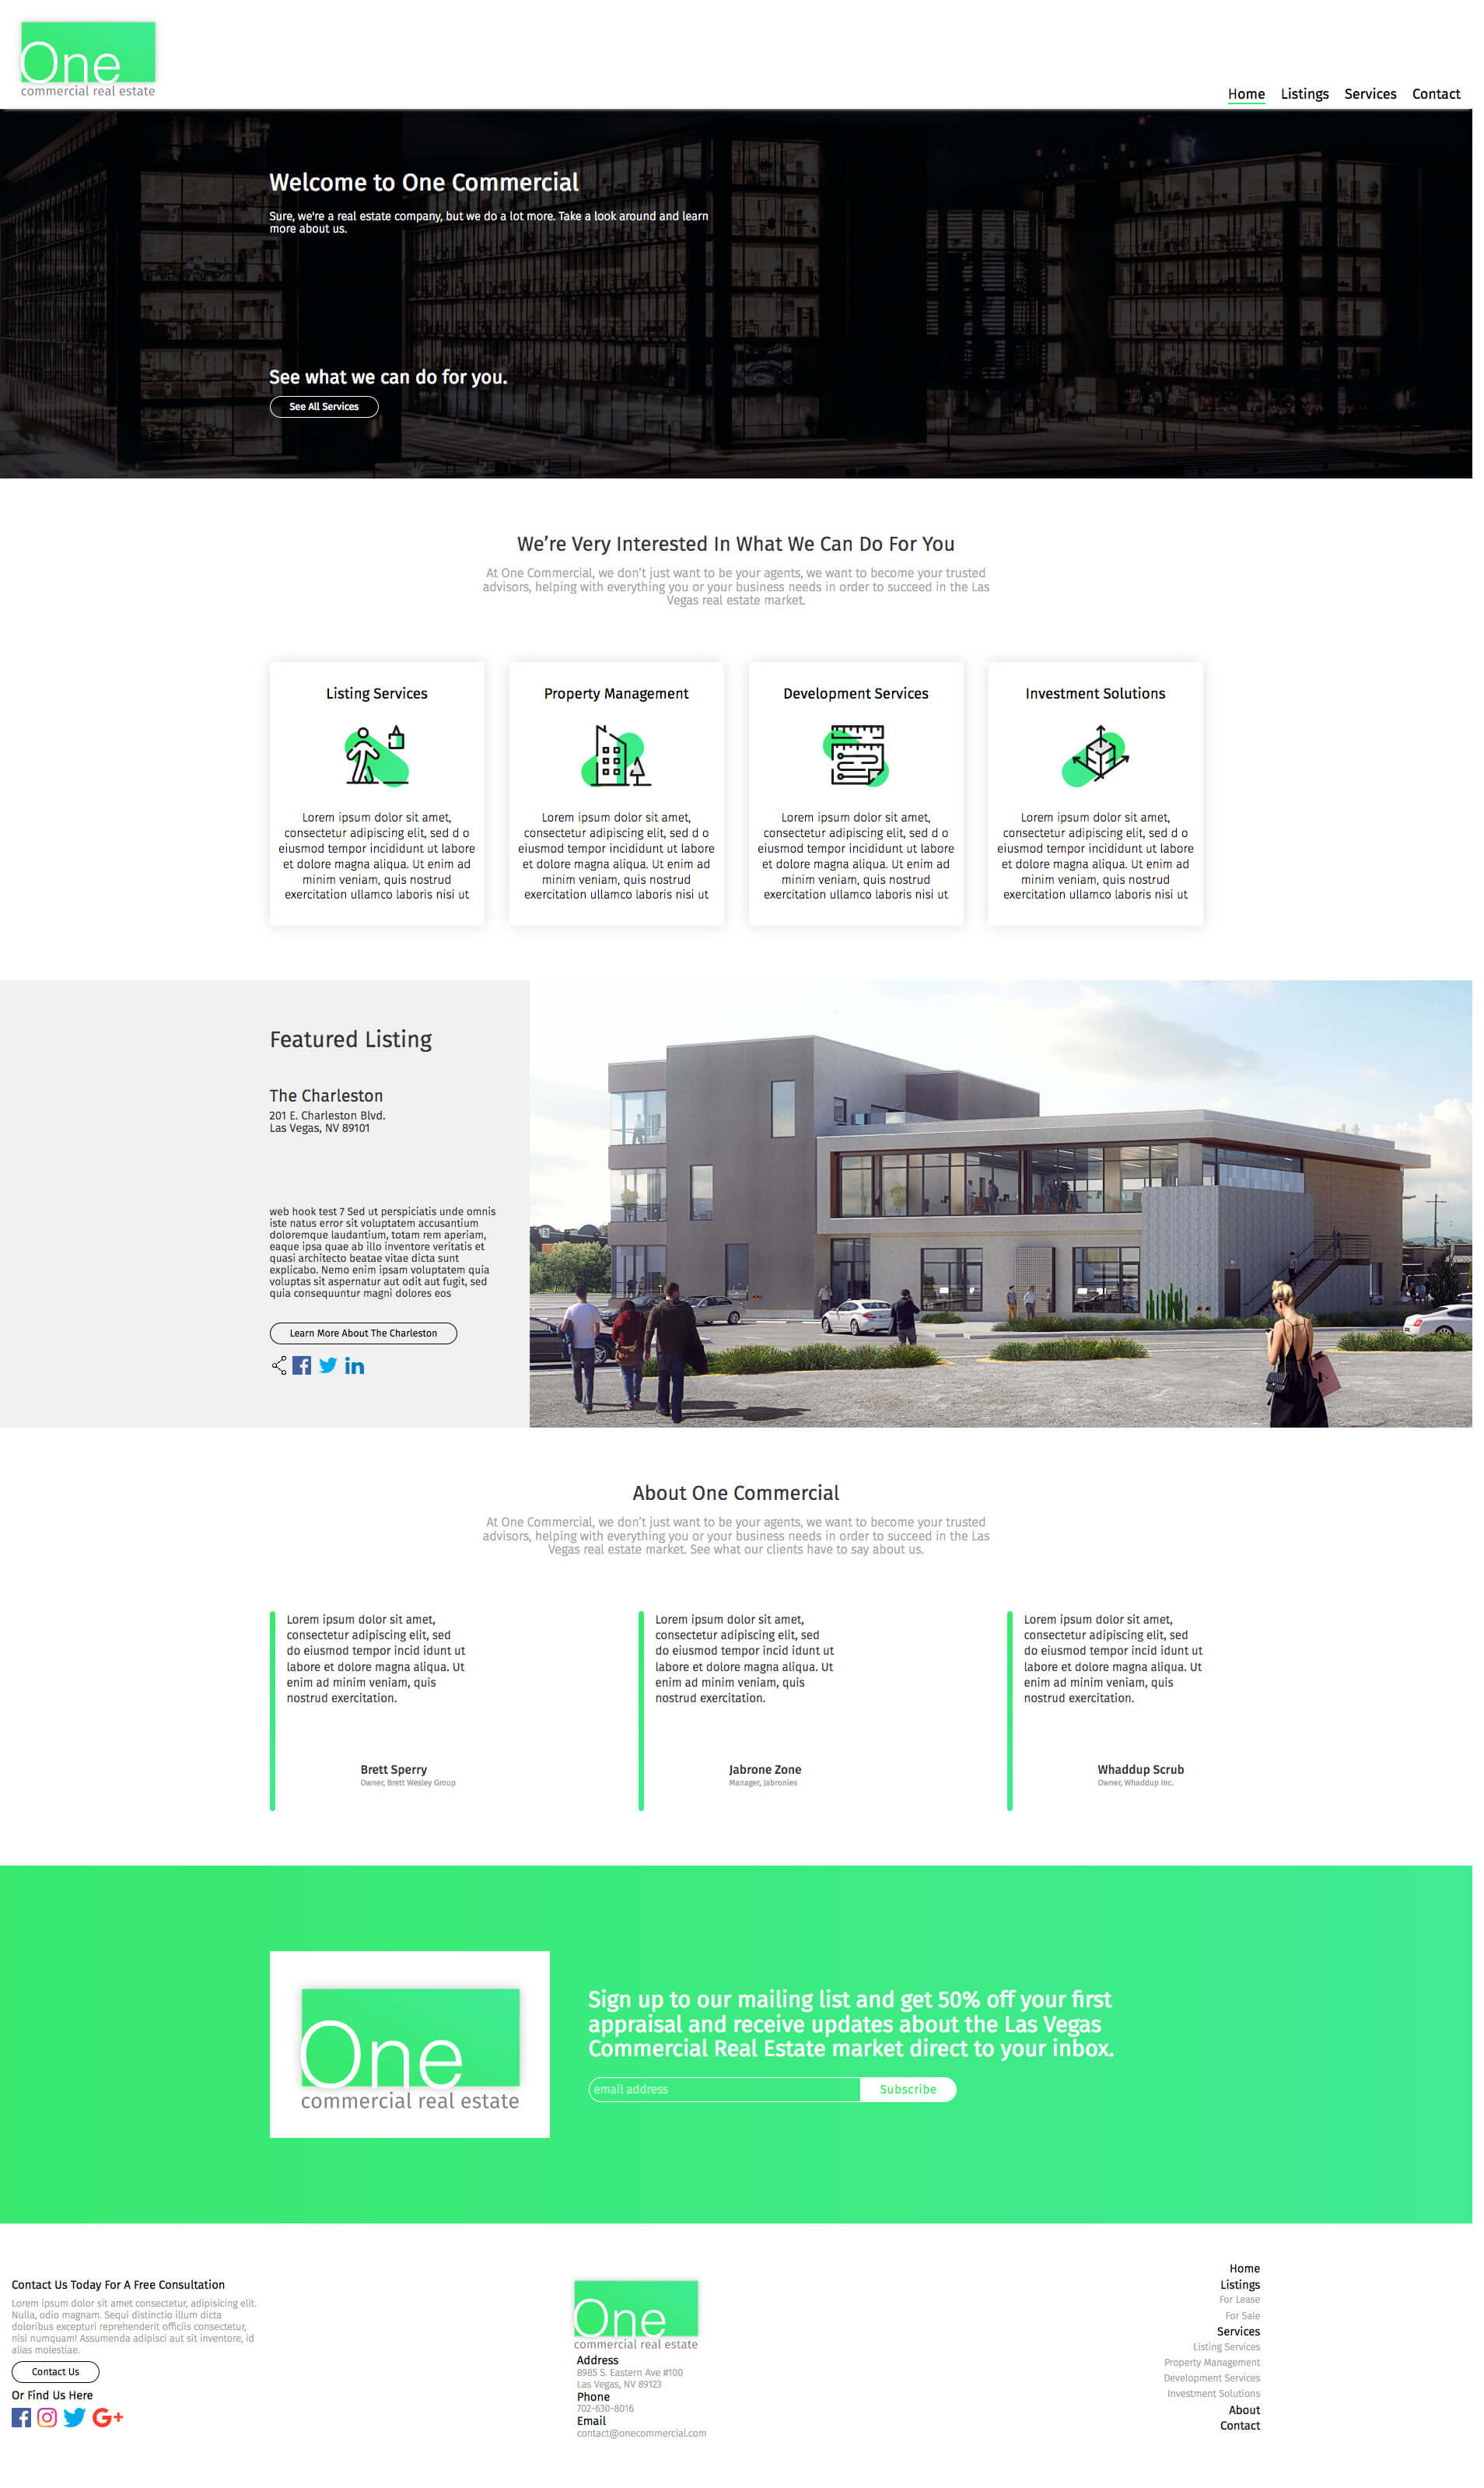 One
commercial real estate
Home Listings Services Contact
Welcome to One Commercial
Sure, we're a real estate company, but we do a lot more. Take a look around and learn
more about us.
See what we can do for you.
See All Services
We're Very Interested In What We Can Do For You
At One Commercial, we don't just want to be your agents, we want to become your trusted
advisors, helping with everything you or your business needs in order to succeed in the Las
Vegas real estate market.
Listing Services
Lorem ipsum dolor sit amet,
consectetur adipiscing elit, sed d o
eiusmod tempor incididunt ut labore
et dolore magna aliqua. Ut enim ad
minim veniam, quis nostrud
exercitation ullamco laboris nisi ut
Property Management
Lorem ipsum dolor sit amet,
consectetur adipiscing elit, sed d o
eiusmod tempor incididunt ut labore
et dolore magna aliqua. Ut enim ad
minim veniam, quis nostrud
exercitation ullamco laboris nisi ut
Development Services
Lorem ipsum dolor sit amet,
consectetur adipiscing elit, sed d o
eiusmod tempor incididunt ut labore
et dolore magna aliqua. Ut enim ad
minim veniam, quis nostrud
exercitation ullamco laboris nisi ut
Investment Solutions
Lorem ipsum dolor sit amet,
consectetur adipiscing elit, sed d o
eiusmod tempor incididunt ut labore
et dolore magna aliqua. Ut enim ad
minim veniam, quis nostrud
exercitation ullamco laboris nisi ut
Featured Listing
The Charleston
201 E. Charleston Blvd.
Las Vegas, NV 89101
web hook test 7 Sed ut perspiciatis unde omnis
iste natus error sit voluptatem accusantium
doloremque laudantium, totam rem aperiam,
eaque ipsa quae ab illo inventore veritatis et
quasi architecto beatae vitae dicta sunt
explicabo. Nemo enim ipsam voluptatem quia
voluptas sit aspernatur aut odit aut fugit, sed
quia consequuntur magni dolores eos
Learn More About The Charleston
About One Commercial
At One Commercial, we don't just want to be your agents, we want to become your trusted
advisors, helping with everything you or your business needs in order to succeed in the Las
Vegas real estate market. See what our clients have to say about us.
Lorem ipsum dolor sit amet,
consectetur adipiscing elit, sed
do eiusmod tempor incid idunt ut
labore et dolore magna aliqua. Ut
enim ad minim veniam, quis
nostrud exercitation.
Brett Sperry
Owner, Brett Wesley Group
Lorem ipsum dolor sit amet,
consectetur adipiscing elit, sed
do eiusmod tempor incid idunt ut
labore et dolore magna aliqua. Ut
enim ad minim veniam, quis
nostrud exercitation.
Jabrone Zone
Manager, Jabronies
Lorem ipsum dolor sit amet,
consectetur adipiscing elit, sed
do eiusmod tempor incid idunt ut
labore et dolore magna aliqua. Ut
enim ad minim veniam, quis
nostrud exercitation.
Whaddup Scrub
Owner, Whaddup Inc.
One
commercial real estate
Sign up to our mailing list and get 50% off your first
appraisal and receive updates about the Las Vegas
Commercial Real Estate market direct to your inbox.
email address Subscribe
Contact Us Today For A Free Consultation
Lorem ipsum dolor sit amet consectetur, adipisicing elit.
Nulla, odio magnam. Sequi distinctio illum dicta
doloribus excepturi reprehenderit officiis consectetur,
nisi numquam! Assumenda adipisci aut sit inventore, id
alias molestiae.
Contact Us
Or Find Us Here
One
commercial real estate
Address
8985 S. Eastern Ave #100
Las Vegas, NV 89123
Phone
702-630-8016
Email
contact@onecommercial.com
Home
Listings
For Lease
For Sale
Services
Listing Services
Property Management
Development Services
Investment Solutions
About
Contact